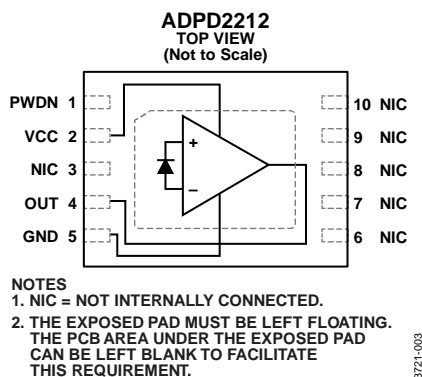 ADPD2212
TOP VIEW
(Not to Scale)
PWDN 1
VCC 2
NIC 3
OUT 4
GND 5
10 NIC
9 NIC
8 NIC
7 NIC
6 NIC
+
–
NOTES
1. NIC = NOT INTERNALLY CONNECTED.
2. THE EXPOSED PAD MUST BE LEFT FLOATING.
THE PCB AREA UNDER THE EXPOSED PAD
CAN BE LEFT BLANK TO FACILITATE
THIS REQUIREMENT.